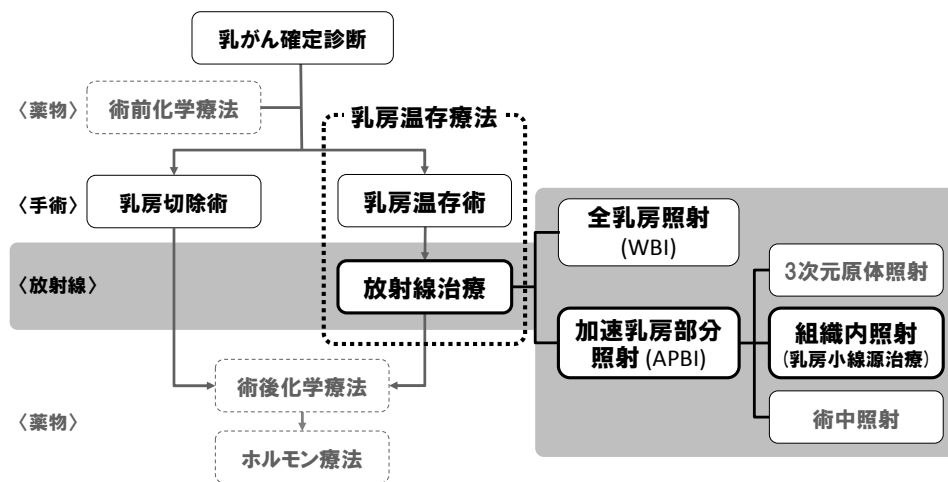 乳がん確定診断
〈薬物〉
術前化学療法
乳房温存療法
〈手術〉
乳房切除術
乳房温存術
全乳房照射
(WBI)
〈放射線〉
放射線治療
3次元原体照射
加速乳房部分
照射 (APBI)
組織内照射
(乳房小線源治療)
術中照射
〈薬物〉
術後化学療法
ホルモン療法